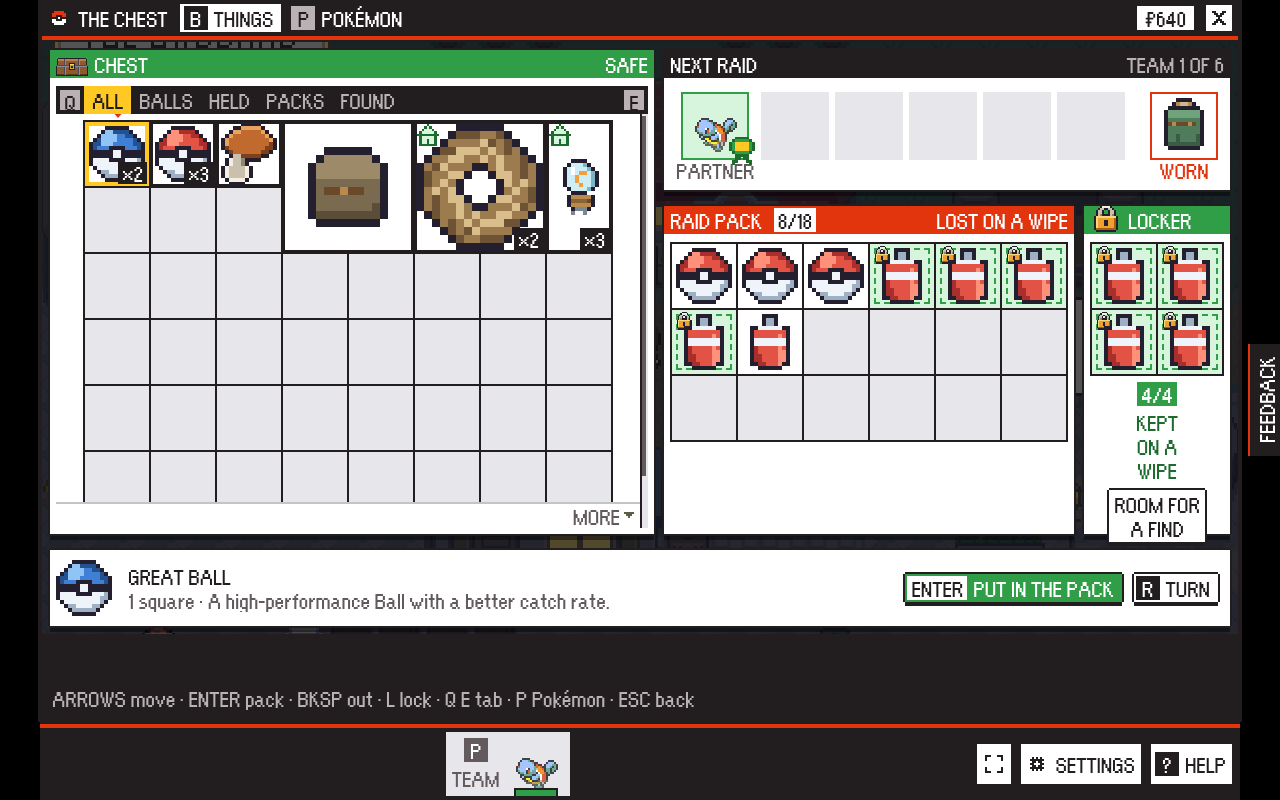 THE CHEST B THINGS P POKÉMON ₽640 X
CHEST SAFE
Q ALL BALLS HELD PACKS FOUND E
×2 ×3 ×2 ×3
MORE
NEXT RAID TEAM 1 OF 6
PARTNER WORN
RAID PACK 8/18 LOST ON A WIPE
LOCKER
4/4
KEPT
ON A
WIPE
ROOM FOR
A FIND
FEEDBACK
GREAT BALL
1 square · A high-performance Ball with a better catch rate.
ENTER PUT IN THE PACK R TURN
ARROWS move · ENTER pack · BKSP out · L lock · Q E tab · P Pokémon · ESC back
P
TEAM
SETTINGS ? HELP